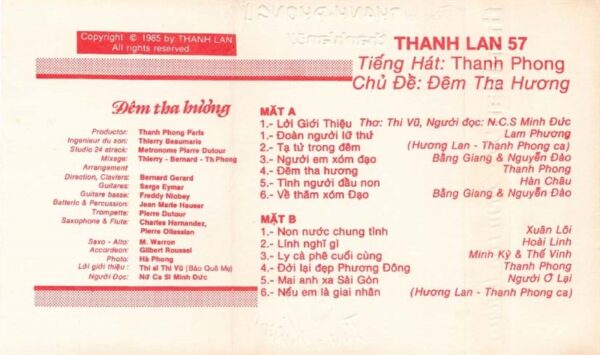 Copyright © 1985 by THANH LAN
All rights reserved.
THANH LAN 57
Tiếng Hát: Thanh Phong
Chủ Đề: Đêm Tha Hương
Đêm tha hương
Productor: Thanh Phong Paris
Ingenieur du son: Thierry Beaumarie
Studio 24 atrack: Metronome Pierre Dutour
Mixage: Thierry - Bernard - Th Phong
Arrangement
Direction, Claviers: Bernard Gerard
Guitares: Serge Eymar
Guitare basse: Freddy Niobey
Batteric & Percussion: Jean Marie Hauser
Trompette: Pierre Dutour
Saxophone & Flute: Charles Hernandez,
Pierre Ollessian
Saxo - Alto: M. Warron
Accordeon: Gilbert Roussel
Photo: Hà Phong
Lời giới thiệu: Thi sĩ Thi Vũ (Báo Quê Mẹ)
Người Đọc: Nữ Ca Sĩ Minh Đức
MẶT A
1.- Lời Giới Thiệu Thơ: Thi Vũ, Người đọc: N.C.S Minh Đức
1.- Đoàn người lữ thứ Lam Phương
2.- Tạ từ trong đêm (Hương Lan - Thanh Phong ca)
3.- Người em xóm đạo Bằng Giang & Nguyễn Đào
4.- Đêm tha hương Thanh Phong
5.- Tình người đầu non Hàn Châu
6.- Về thăm xóm Đạo Bằng Giang & Nguyễn Đào
MẶT B
1.- Non nước chung tình Xuân Lôi
2.- Lính nghĩ gì Hoài Linh
3.- Ly cà phê cuối cùng Minh Kỳ & Thế Vinh
4.- Đời lại đẹp Phương Đông Thanh Phong
5.- Mai anh xa Sài Gòn Người Ở Lại
6.- Nếu em là giai nhân (Hương Lan - Thanh Phong ca)